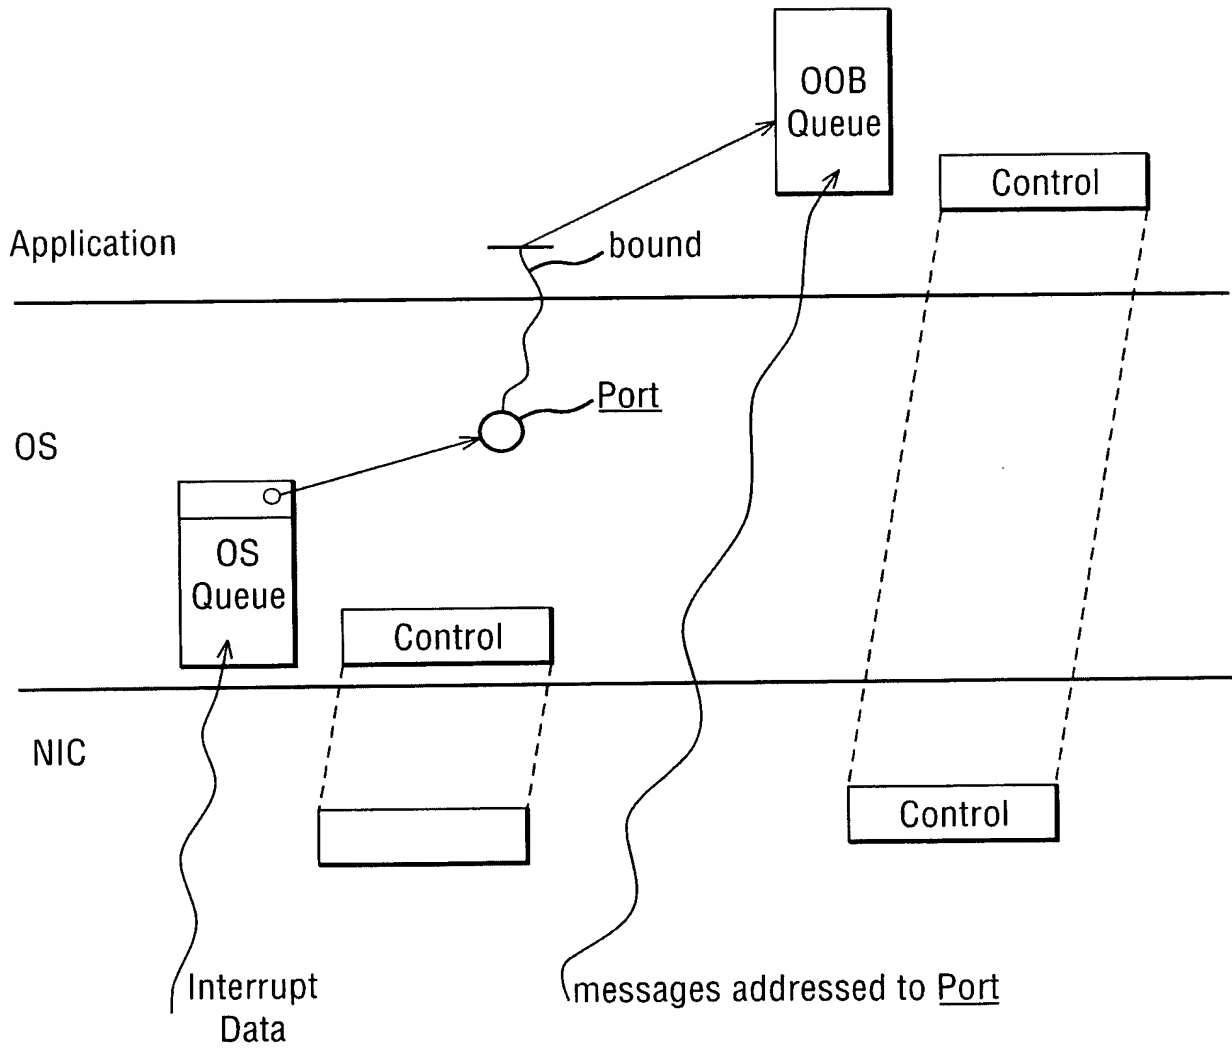 OOB
Queue
Control
Application
bound
Port
OS
OS
Queue
Control
NIC
Control
Interrupt
Data
messages addressed to Port